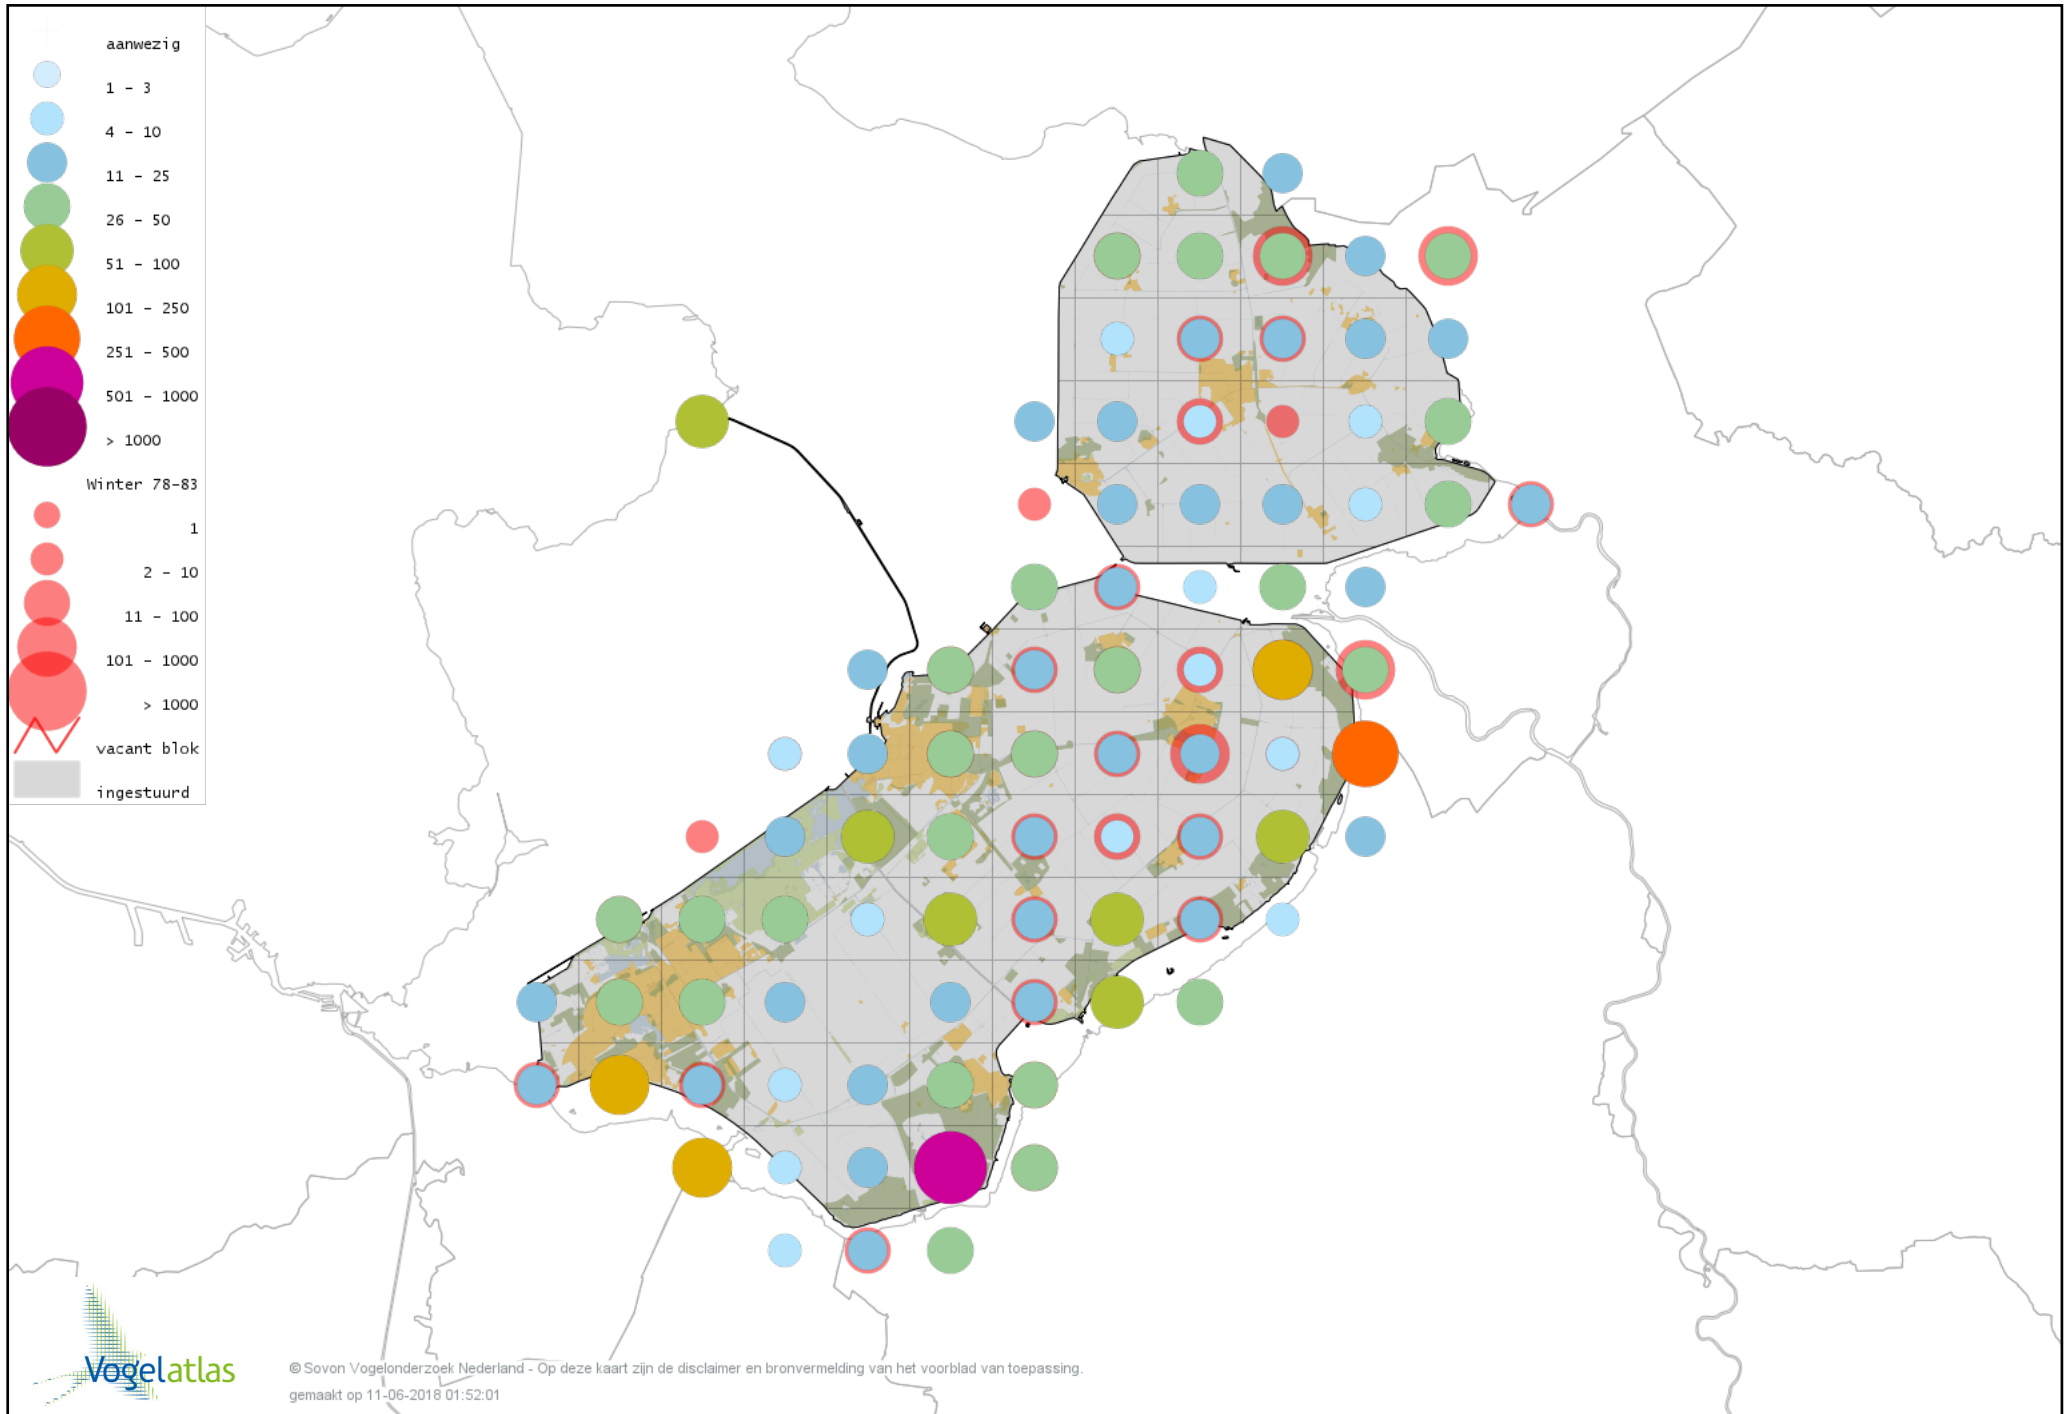 aanwezig
1 - 3
4 - 10
11 - 25
26 - 50
51 - 100
101 - 250
251 - 500
501 - 1000
> 1000
Winter 78-83
1
2 - 10
11 - 100
101 - 1000
> 1000
vacant blok
ingestuurd
Vogelatlas
© Sovon Vogelonderzoek Nederland - Op deze kaart zijn de disclaimer en bronvermelding van het voorblad van toepassing.
gemaakt op 11-06-2018 01:52:01